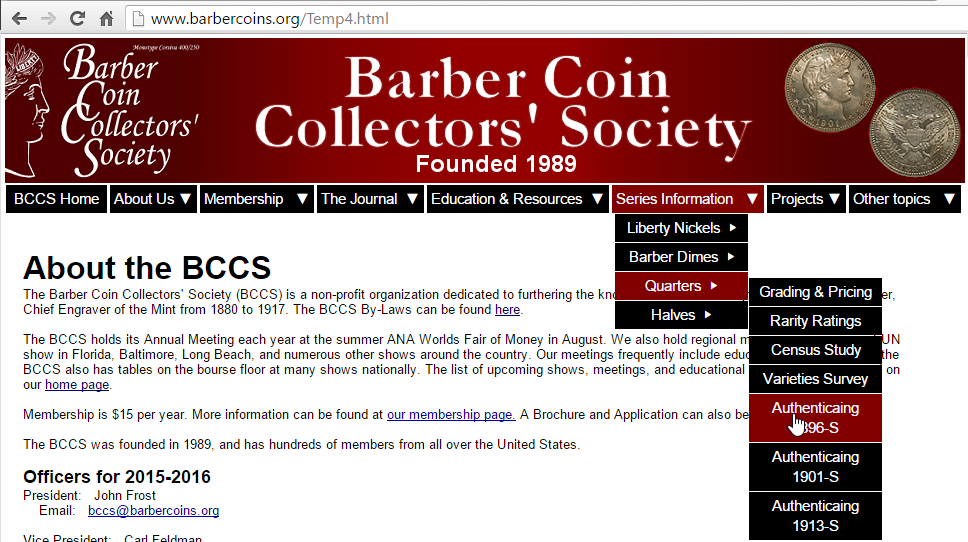 www.barbercoins.org/Temp4.html
Monotype Corsiva 400/250
LIBERTY
Barber
Coin
Collectors'
Society
Barber Coin
Collectors' Society
Founded 1989
1901
BCCS Home About Us ▼ Membership ▼ The Journal ▼ Education & Resources ▼ Series Information ▼ Projects ▼ Other topics ▼
Liberty Nickels ►
Barber Dimes ►
Quarters ►
Halves ►
Grading & Pricing
Rarity Ratings
Census Study
Varieties Survey
Authenticaing
96-S
Authenticaing
1901-S
Authenticaing
1913-S
About the BCCS
The Barber Coin Collectors' Society (BCCS) is a non-profit organization dedicated to furthering the
Chief Engraver of the Mint from 1880 to 1917. The BCCS By-Laws can be found here.
The BCCS holds its Annual Meeting each year at the summer ANA Worlds Fair of Money in August. We also hold regional UN
show in Florida, Baltimore, Long Beach, and numerous other shows around the country. Our meetings frequently include the
BCCS also has tables on the bourse floor at many shows nationally. The list of upcoming shows, meetings, and educational on
our home page.
Membership is $15 per year. More information can be found at our membership page. A Brochure and Application can also be
The BCCS was founded in 1989, and has hundreds of members from all over the United States.
Officers for 2015-2016
President: John Frost
Email: bccs@barbercoins.org
Vice President: Carl Feldman